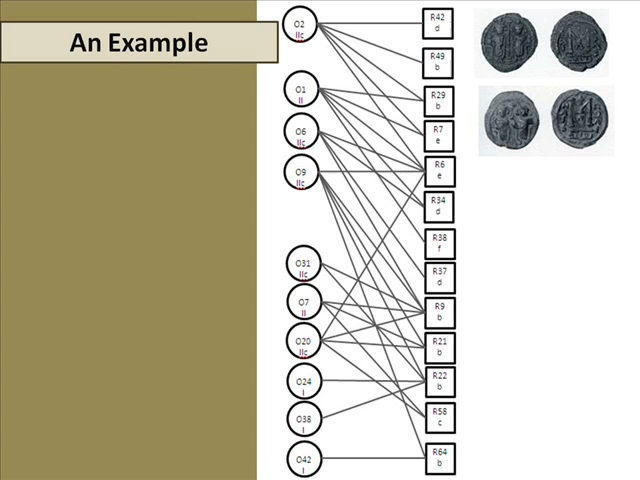 An Example
O2
IIc
O1
II
O6
IIc
O9
IIc
O31
IIc
O7
II
O20
IIc
O24
I
O38
I
O42
I
R42
d
R49
b
R29
b
R7
e
R6
e
R34
d
R38
f
R37
d
R9
b
R21
b
R22
b
R58
c
R64
b